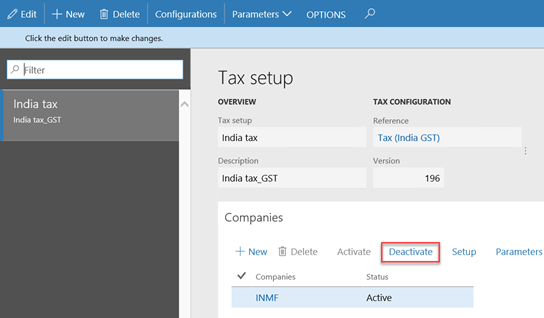 Edit + New Delete Configurations Parameters OPTIONS
Click the edit button to make changes.
Filter
India tax
India tax_GST
Tax setup
OVERVIEW TAX CONFIGURATION
Tax setup Reference
India tax Tax (India GST)
Description Version
India tax_GST 196
Companies
+ New Delete Activate Deactivate Setup Parameters
Companies Status
INMF Active